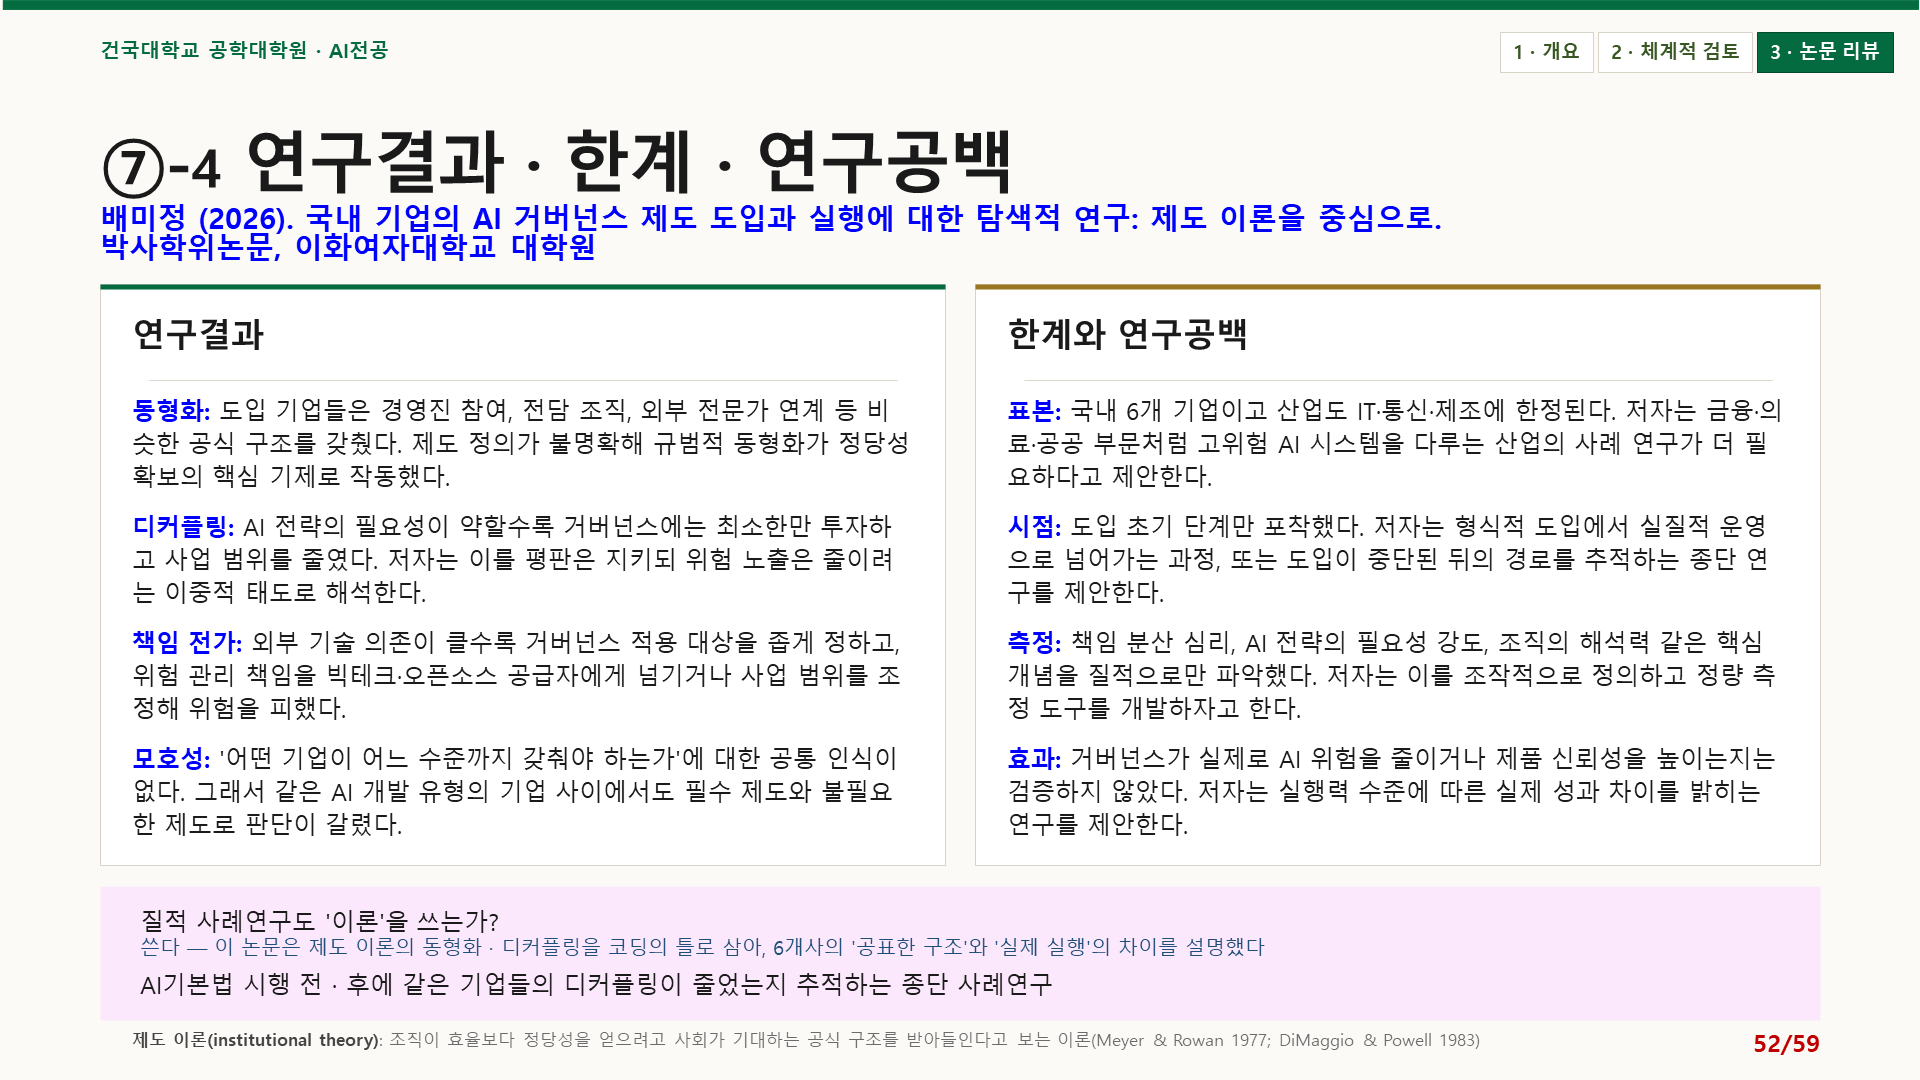 건국대학교 공학대학원 · AI전공
1 · 개요
2 · 체계적 검토
3 · 논문 리뷰
⑦-4 연구결과 · 한계 · 연구공백
배미정 (2026). 국내 기업의 AI 거버넌스 제도 도입과 실행에 대한 탐색적 연구: 제도 이론을 중심으로.
박사학위논문, 이화여자대학교 대학원
연구결과
동형화: 도입 기업들은 경영진 참여, 전담 조직, 외부 전문가 연계 등 비
슷한 공식 구조를 갖췄다. 제도 정의가 불명확해 규범적 동형화가 정당성
확보의 핵심 기제로 작동했다.
디커플링: AI 전략의 필요성이 약할수록 거버넌스에는 최소한만 투자하
고 사업 범위를 줄였다. 저자는 이를 평판은 지키되 위험 노출은 줄이려
는 이중적 태도로 해석한다.
책임 전가: 외부 기술 의존이 클수록 거버넌스 적용 대상을 좁게 정하고,
위험 관리 책임을 빅테크·오픈소스 공급자에게 넘기거나 사업 범위를 조
정해 위험을 피했다.
모호성: '어떤 기업이 어느 수준까지 갖춰야 하는가'에 대한 공통 인식이
없다. 그래서 같은 AI 개발 유형의 기업 사이에서도 필수 제도와 불필요
한 제도로 판단이 갈렸다.
한계와 연구공백
표본: 국내 6개 기업이고 산업도 IT·통신·제조에 한정된다. 저자는 금융·의
료·공공 부문처럼 고위험 AI 시스템을 다루는 산업의 사례 연구가 더 필
요하다고 제안한다.
시점: 도입 초기 단계만 포착했다. 저자는 형식적 도입에서 실질적 운영
으로 넘어가는 과정, 또는 도입이 중단된 뒤의 경로를 추적하는 종단 연
구를 제안한다.
측정: 책임 분산 심리, AI 전략의 필요성 강도, 조직의 해석력 같은 핵심
개념을 질적으로만 파악했다. 저자는 이를 조작적으로 정의하고 정량 측
정 도구를 개발하자고 한다.
효과: 거버넌스가 실제로 AI 위험을 줄이거나 제품 신뢰성을 높이는지는
검증하지 않았다. 저자는 실행력 수준에 따른 실제 성과 차이를 밝히는
연구를 제안한다.
질적 사례연구도 '이론'을 쓰는가?
쓴다 — 이 논문은 제도 이론의 동형화 · 디커플링을 코딩의 틀로 삼아, 6개사의 '공표한 구조'와 '실제 실행'의 차이를 설명했다
AI기본법 시행 전 · 후에 같은 기업들의 디커플링이 줄었는지 추적하는 종단 사례연구
제도 이론(institutional theory): 조직이 효율보다 정당성을 얻으려고 사회가 기대하는 공식 구조를 받아들인다고 보는 이론(Meyer & Rowan 1977; DiMaggio & Powell 1983)
52/59